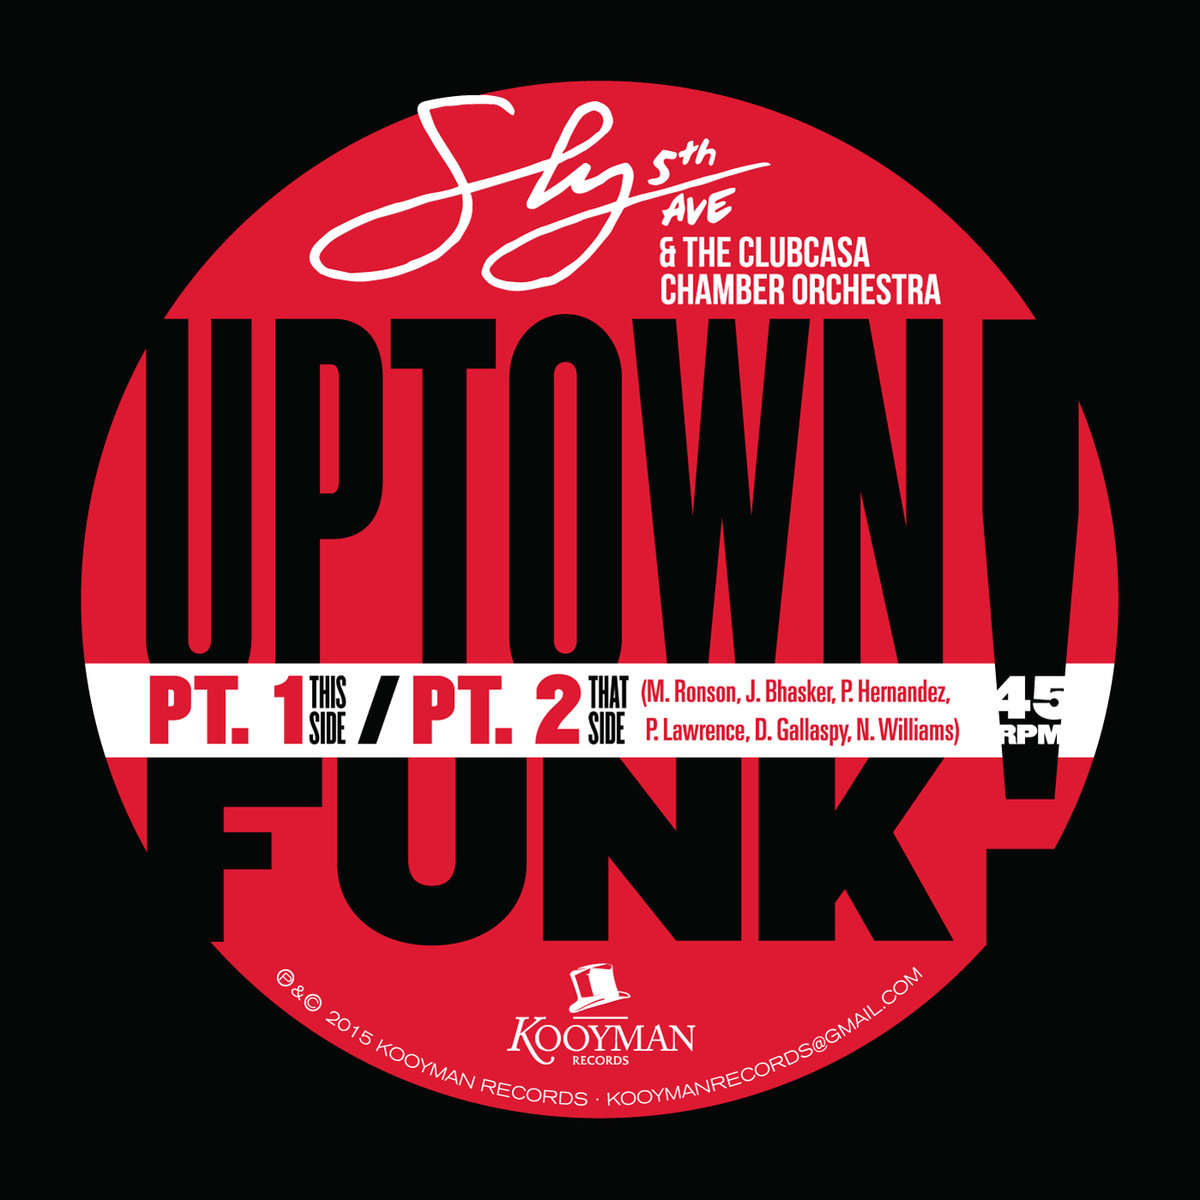 Sly 5th
AVE
& THE CLUBCASA
CHAMBER ORCHESTRA
UPTOWN
PT. 1 THIS SIDE / PT. 2 THAT SIDE (M. Ronson, J. Bhasker, P. Hernandez,
P. Lawrence, D. Gallaspy, N. Williams)
45
RPM
FUNK!
KOOYMAN
RECORDS
℗ & © 2015 KOOYMAN RECORDS · KOOYMANRECORDS@GMAIL.COM